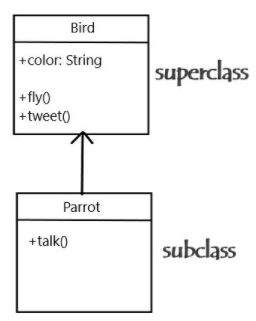 Bird
+color: String
+fly()
+tweet()
superclass
Parrot
+talk()
subclass